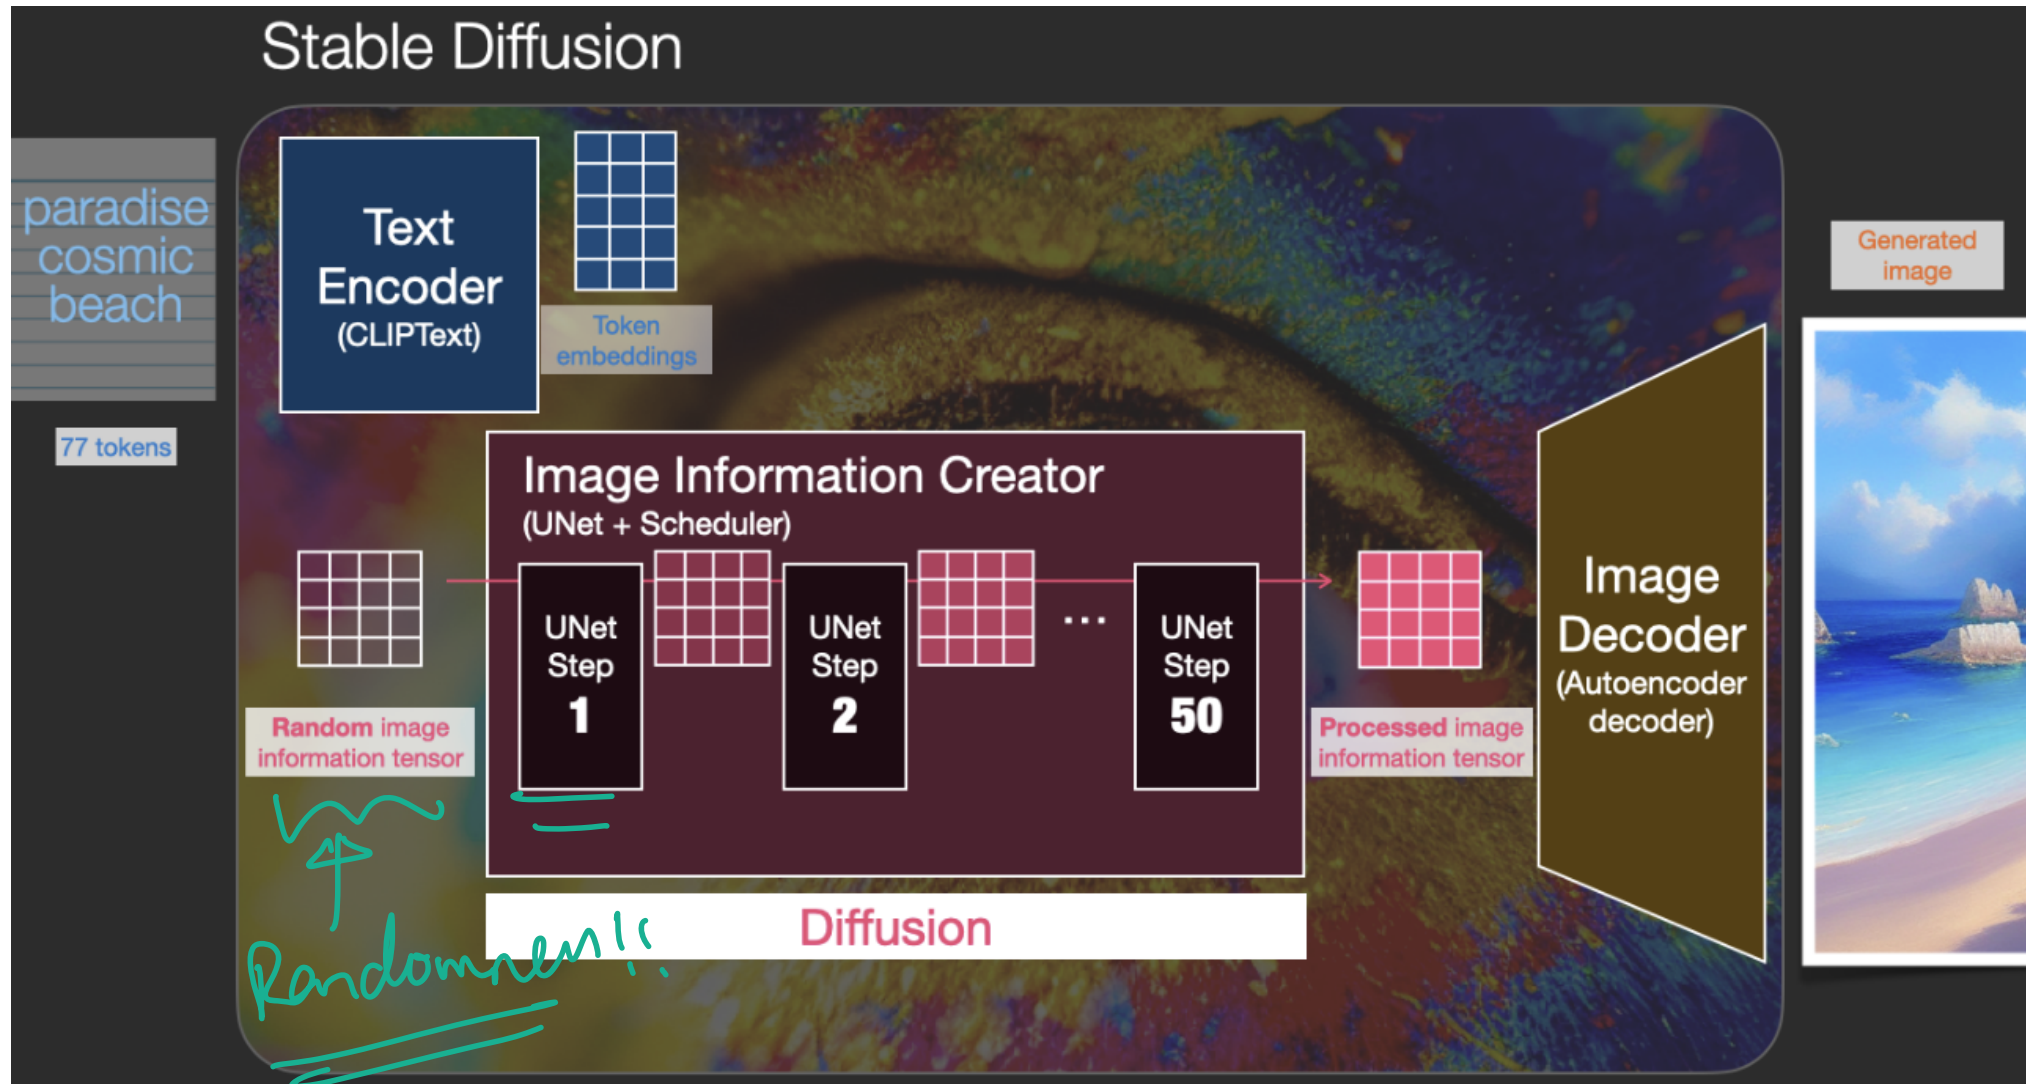 Stable Diffusion
paradise
cosmic
beach
77 tokens
Text
Encoder
(CLIPText)
Token
embeddings
Generated
image
Image Information Creator
(UNet + Scheduler)
Random image
information tensor
UNet
Step
1
UNet
Step
2
...
UNet
Step
50
Processed image
information tensor
Image
Decoder
(Autoencoder
decoder)
Diffusion
Randomness!!